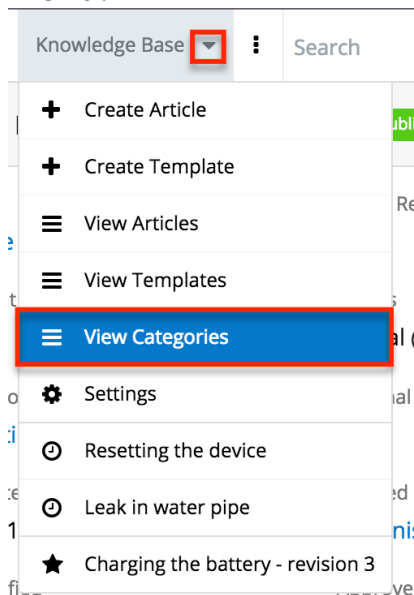 Knowledge Base Search
Create Article
Create Template
View Articles
View Templates
View Categories
Settings
Resetting the device
Leak in water pipe
Charging the battery - revision 3